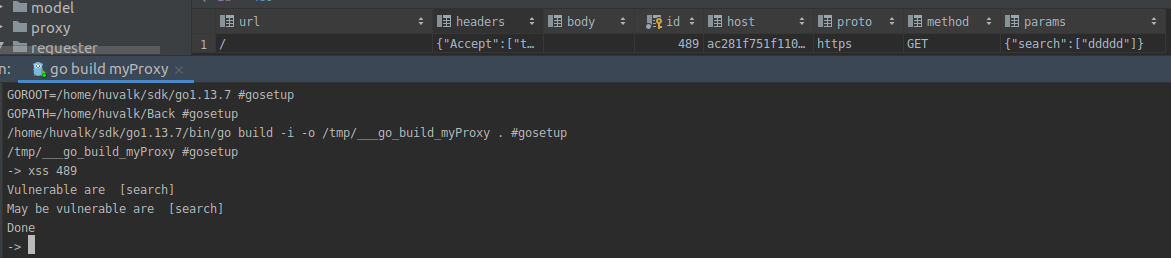 model
proxy
requester
url headers body id host proto method params
1 / {"Accept":["t… 489 ac281f751f110… https GET {"search":["ddddd"]}
n: go build myProxy ×
GOROOT=/home/huvalk/sdk/go1.13.7 #gosetup
GOPATH=/home/huvalk/Back #gosetup
/home/huvalk/sdk/go1.13.7/bin/go build -i -o /tmp/___go_build_myProxy . #gosetup
/tmp/___go_build_myProxy #gosetup
-> xss 489
Vulnerable are  [search]
May be vulnerable are  [search]
Done
->